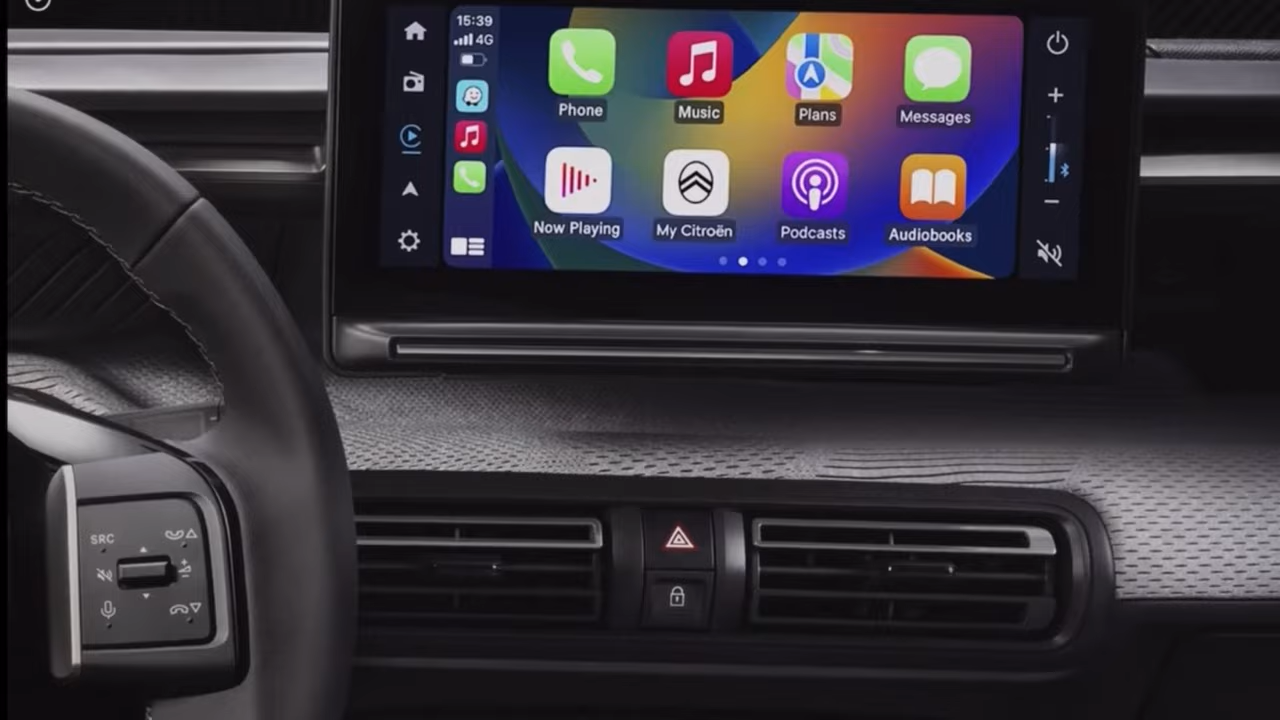 15:39
4G
Phone
Music
Plans
Messages
Now Playing
My Citroën
Podcasts
Audiobooks
SRC